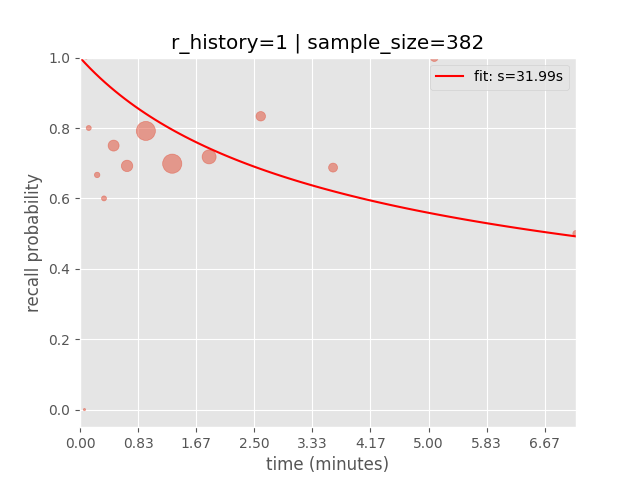 r_history=1 | sample_size=382
fit: s=31.99s
1.0
0.8
0.6
0.4
0.2
0.0
recall probability
0.00 0.83 1.67 2.50 3.33 4.17 5.00 5.83 6.67
time (minutes)